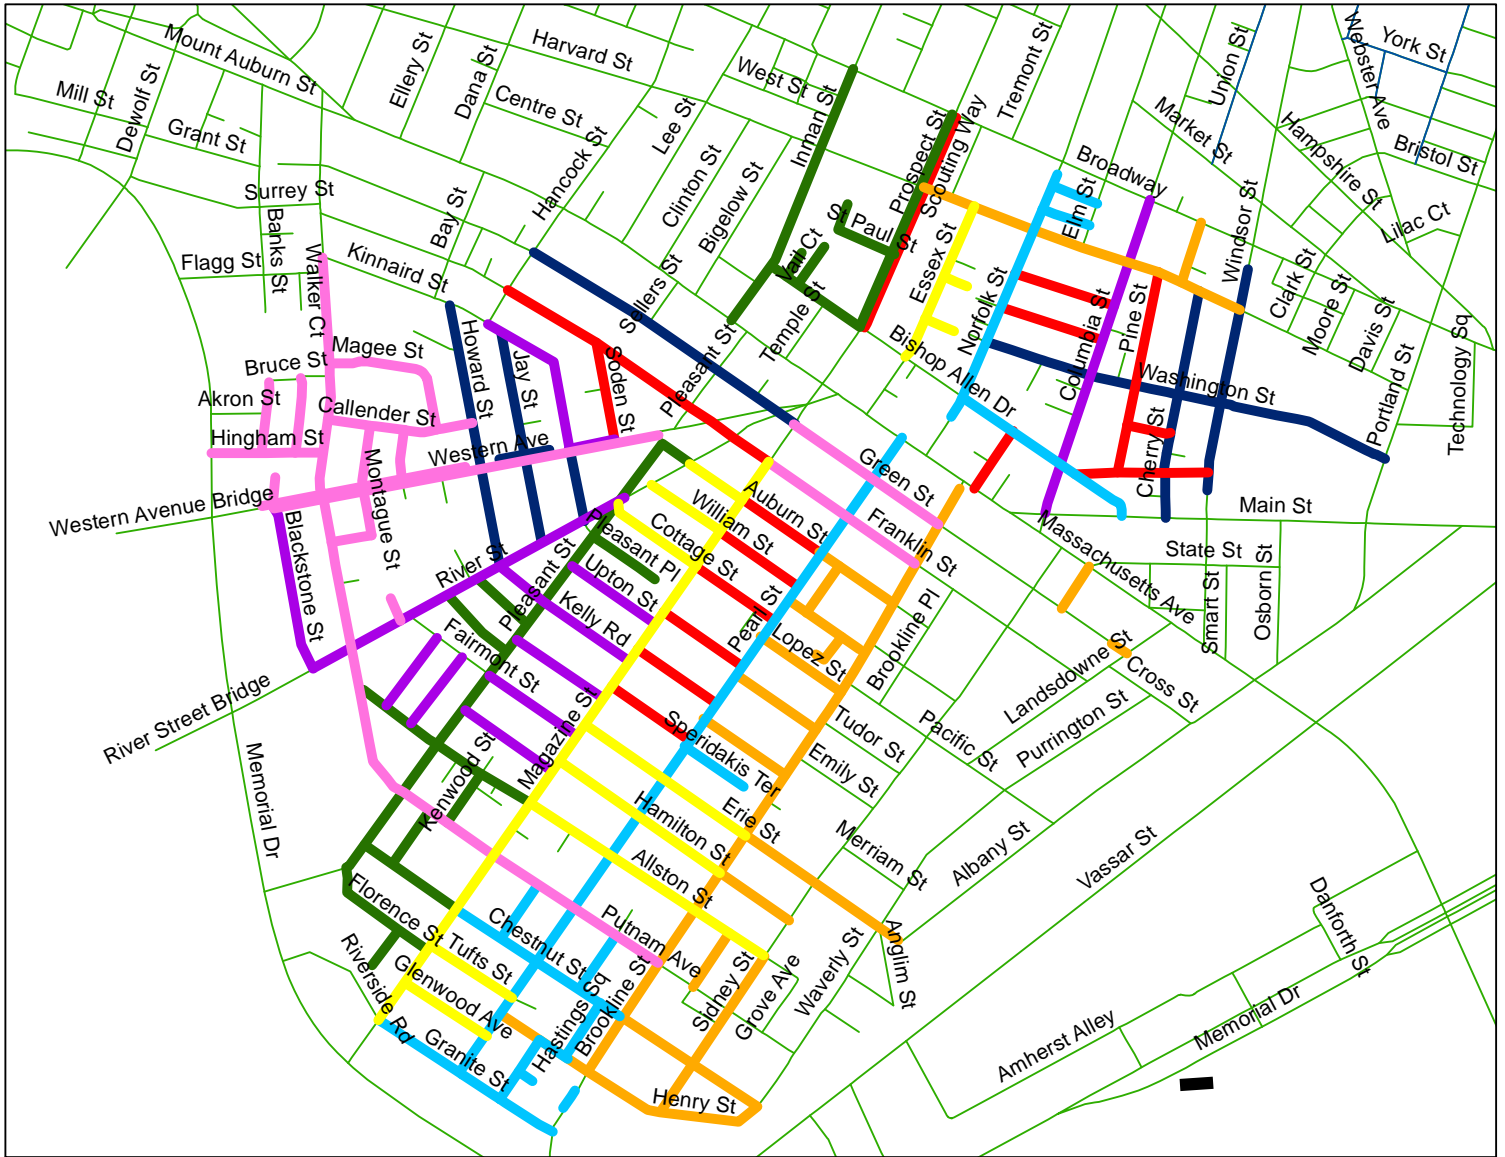 York St
Webster Ave
Mount Auburn St
Harvard St
Ellery St
Dana St
Tremont St
Union St
West St
Mill St
Dewolf St
Centre St
Lee St
Inman St
Prospect St
Scouting Way
Market St
Hampshire St
Bristol St
Grant St
Hancock St
Clinton St
Bigelow St
Broadway
Surrey St
Banks St
Bay St
St Paul St
Elm St
Windsor St
Lilac Ct
Flagg St
Walker Ct
Kinnaird St
Sellers St
Vail Ct
Essex St
Clark St
Moore St
Temple St
Norfolk St
Columbia St
Pine St
Davis St
Portland St
Technology Sq
Bruce St
Magee St
Howard St
Jay St
Soden St
Pleasant St
Bishop Allen Dr
Washington St
Akron St
Callender St
Hingham St
Western Ave
Montague St
Green St
Cherry St
Western Avenue Bridge
Auburn St
Franklin St
Main St
Blackstone St
William St
Cottage St
Pleasant Pl
Massachusetts Ave
State St
River St
Pleasant St
Upton St
Kelly Rd
Pearl St
Lopez St
Brookline Pl
Smart St
Osborn St
Fairmont St
Landsdowne St
Cross St
River Street Bridge
Memorial Dr
Kenwood St
Magazine St
Speridakis Ter
Tudor St
Emily St
Pacific St
Purrington St
Hamilton St
Erie St
Merriam St
Albany St
Vassar St
Allston St
Florence St
Tufts St
Chestnut St
Putnam Ave
Anglim St
Danforth St
Riverside Rd
Glenwood Ave
Granite St
Hastings Sq
Brookline St
Sidney St
Grove Ave
Waverly St
Henry St
Amherst Alley
Memorial Dr